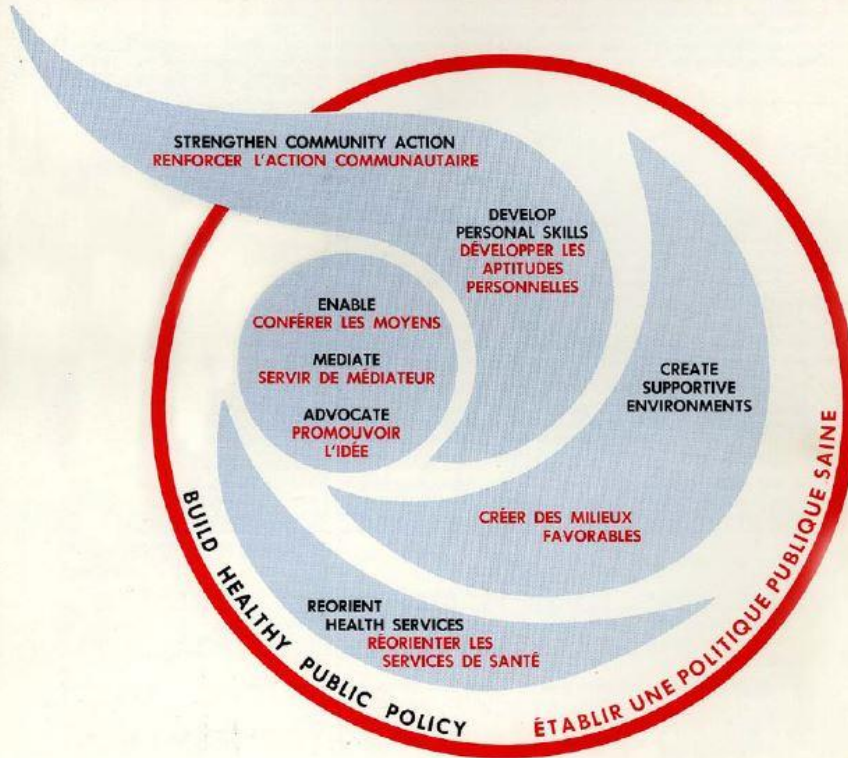 STRENGTHEN COMMUNITY ACTION
RENFORCER L'ACTION COMMUNAUTAIRE
DEVELOP
PERSONAL SKILLS
DÉVELOPPER LES
APTITUDES
PERSONNELLES
ENABLE
CONFÉRER LES MOYENS
MEDIATE
SERVIR DE MÉDIATEUR
ADVOCATE
PROMOUVOIR
L'IDÉE
CREATE
SUPPORTIVE
ENVIRONMENTS
CRÉER DES MILIEUX
FAVORABLES
REORIENT
HEALTH SERVICES
RÉORIENTER LES
SERVICES DE SANTÉ
BUILD HEALTHY PUBLIC POLICY
ÉTABLIR UNE POLITIQUE PUBLIQUE SAINE